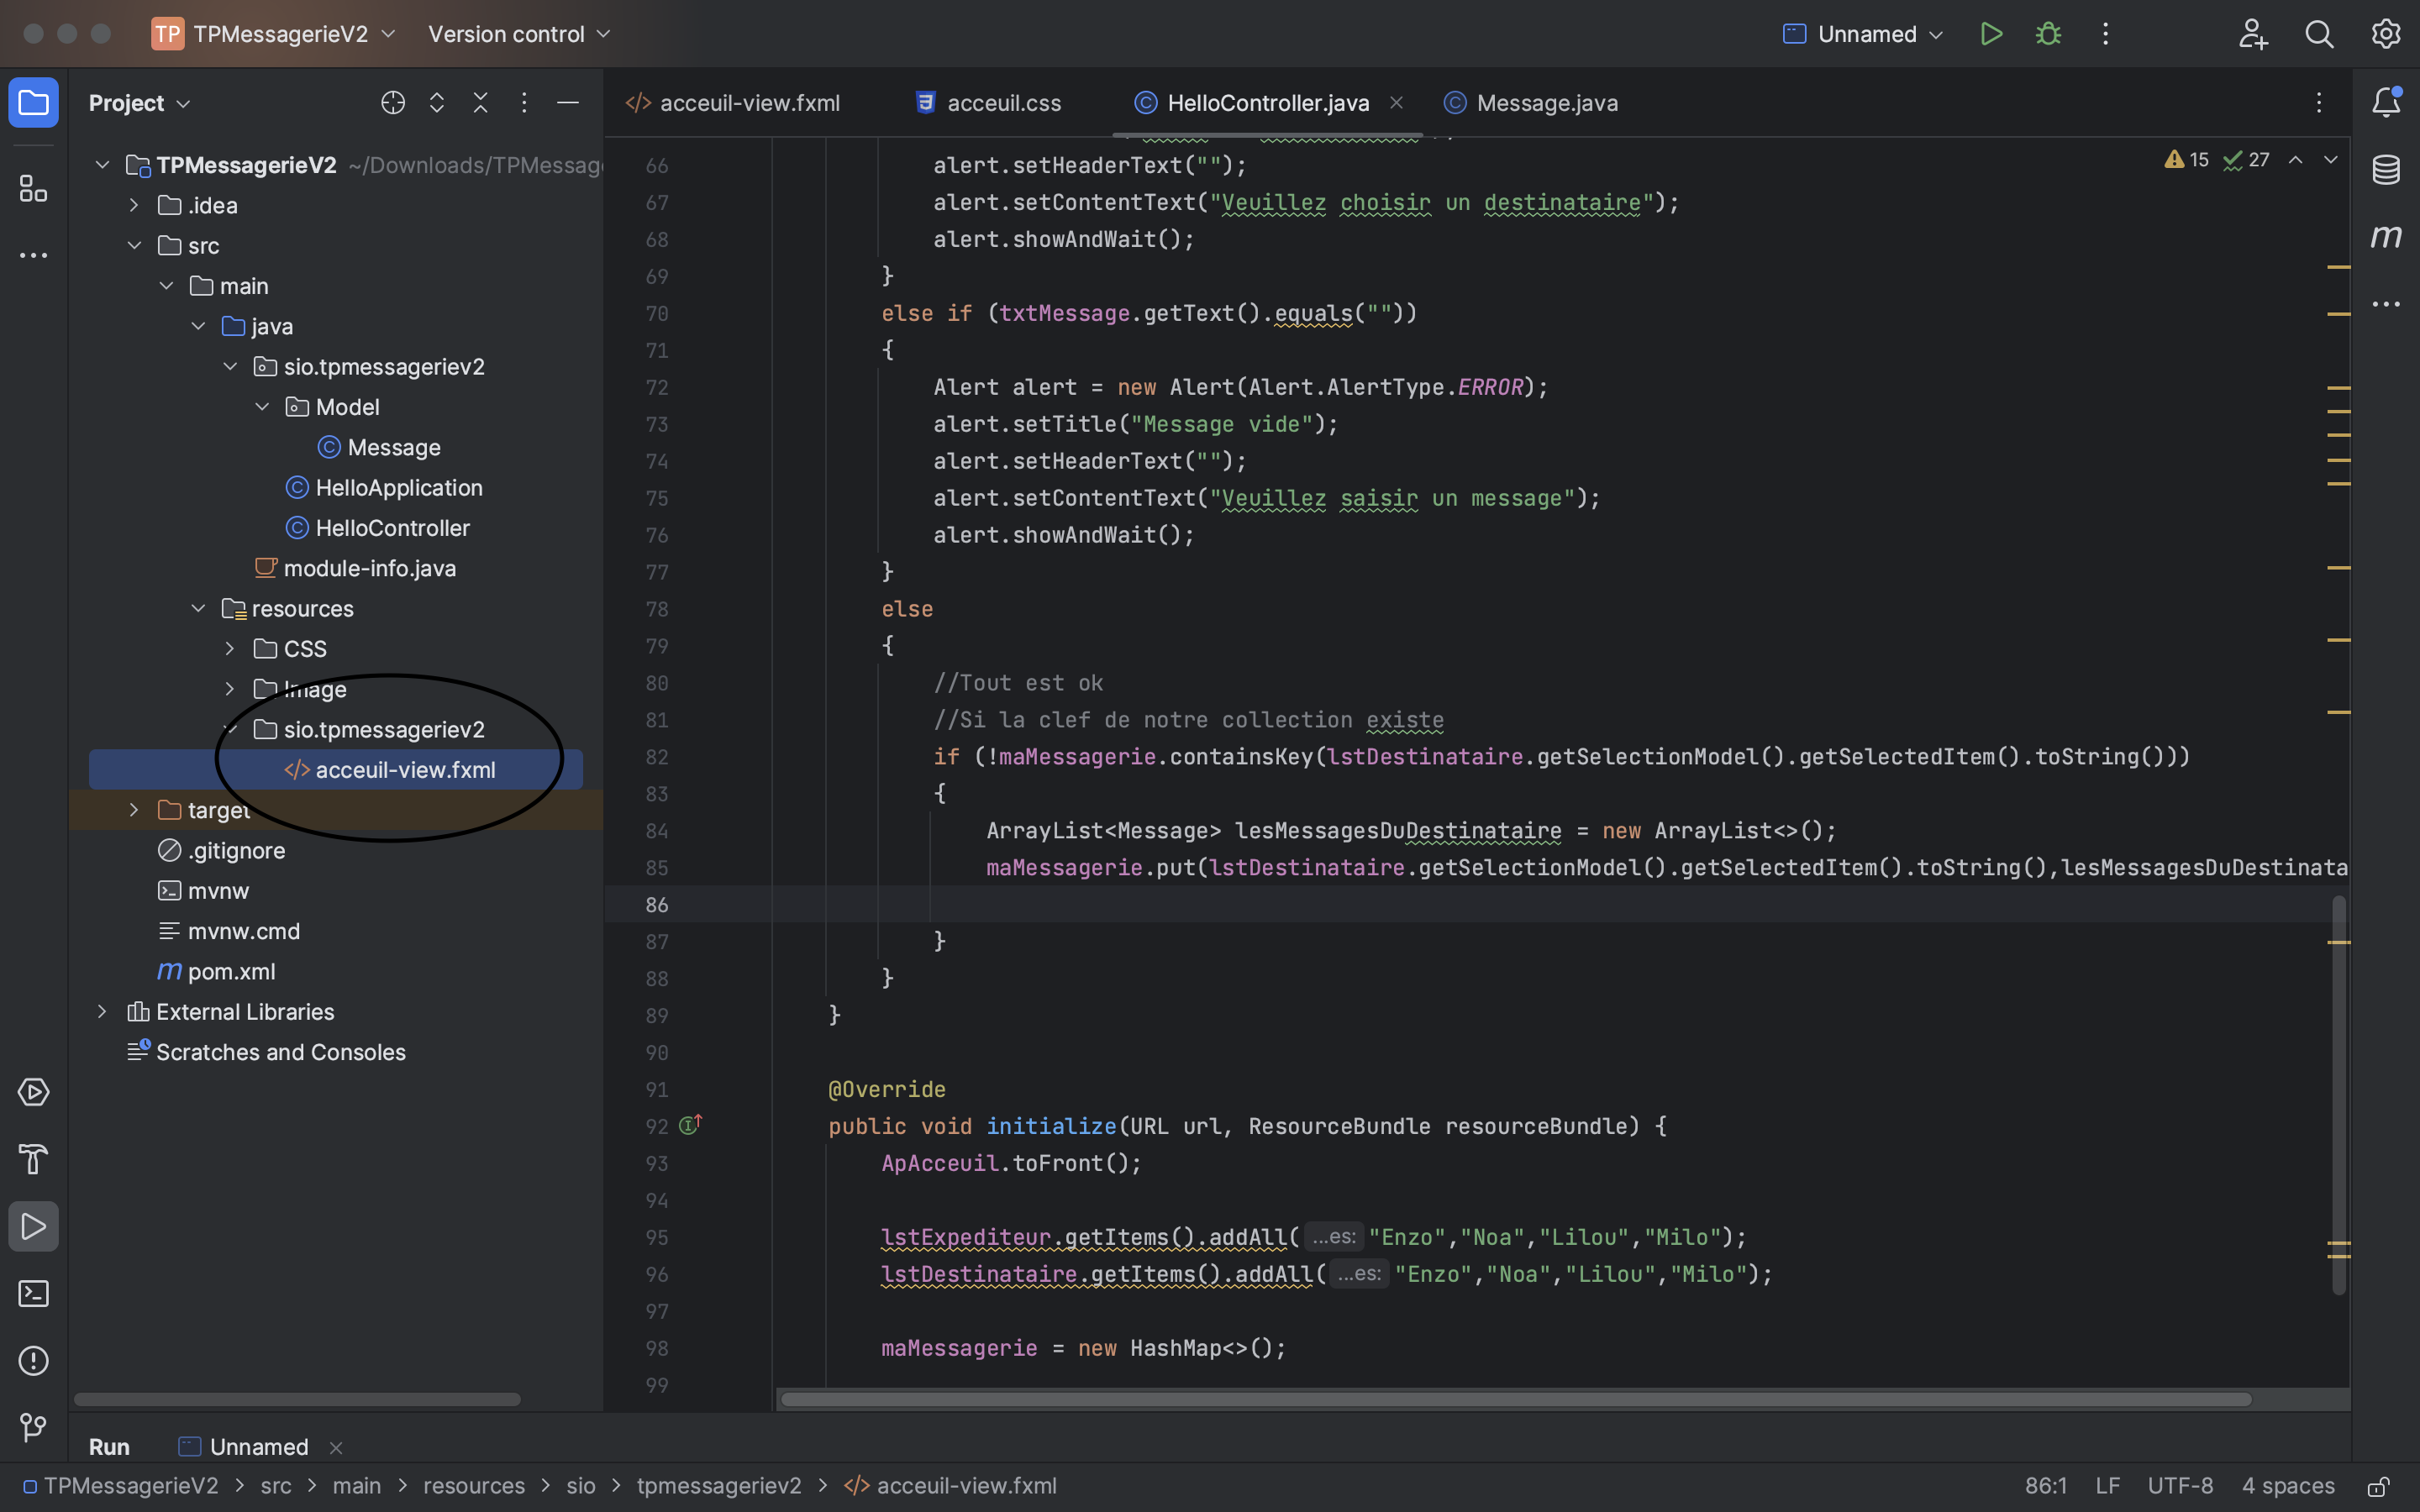 TP TPMessagerieV2 Version control Unnamed
Project
acceuil-view.fxml acceuil.css HelloController.java Message.java
15 27
TPMessagerieV2 ~/Downloads/TPMessag
.idea
src
main
java
sio.tpmessageriev2
Model
Message
HelloApplication
HelloController
module-info.java
resources
CSS
Image
sio.tpmessageriev2
acceuil-view.fxml
target
.gitignore
mvnw
mvnw.cmd
pom.xml
External Libraries
Scratches and Consoles
66 alert.setHeaderText("");
67 alert.setContentText("Veuillez choisir un destinataire");
68 alert.showAndWait();
69 }
70 else if (txtMessage.getText().equals(""))
71 {
72 Alert alert = new Alert(Alert.AlertType.ERROR);
73 alert.setTitle("Message vide");
74 alert.setHeaderText("");
75 alert.setContentText("Veuillez saisir un message");
76 alert.showAndWait();
77 }
78 else
79 {
80 //Tout est ok
81 //Si la clef de notre collection existe
82 if (!maMessagerie.containsKey(lstDestinataire.getSelectionModel().getSelectedItem().toString()))
83 {
84 ArrayList<Message> lesMessagesDuDestinataire = new ArrayList<>();
85 maMessagerie.put(lstDestinataire.getSelectionModel().getSelectedItem().toString(),lesMessagesDuDestinata
86
87 }
88 }
89 }
90
91 @Override
92 public void initialize(URL url, ResourceBundle resourceBundle) {
93 ApAcceuil.toFront();
94
95 lstExpediteur.getItems().addAll( ...es: "Enzo","Noa","Lilou","Milo");
96 lstDestinataire.getItems().addAll( ...es: "Enzo","Noa","Lilou","Milo");
97
98 maMessagerie = new HashMap<>();
99
Run Unnamed
TPMessagerieV2 > src > main > resources > sio > tpmessageriev2 > acceuil-view.fxml 86:1 LF UTF-8 4 spaces